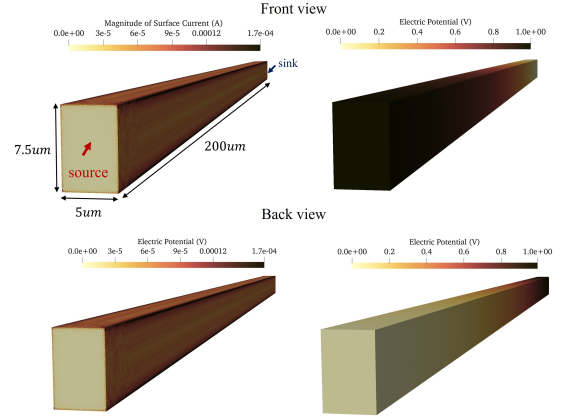 Front view
Magnitude of Surface Current (A)
0.0e+00 3e-5 6e-5 9e-5 0.00012 1.7e-04
Electric Potential (V)
0.0e+00 0.2 0.4 0.6 0.8 1.0e+00
sink
7.5um
source
200um
5um
Back view
Electric Potential (V)
0.0e+00 3e-5 6e-5 9e-5 0.00012 1.7e-04
Electric Potential (V)
0.0e+00 0.2 0.4 0.6 0.8 1.0e+00